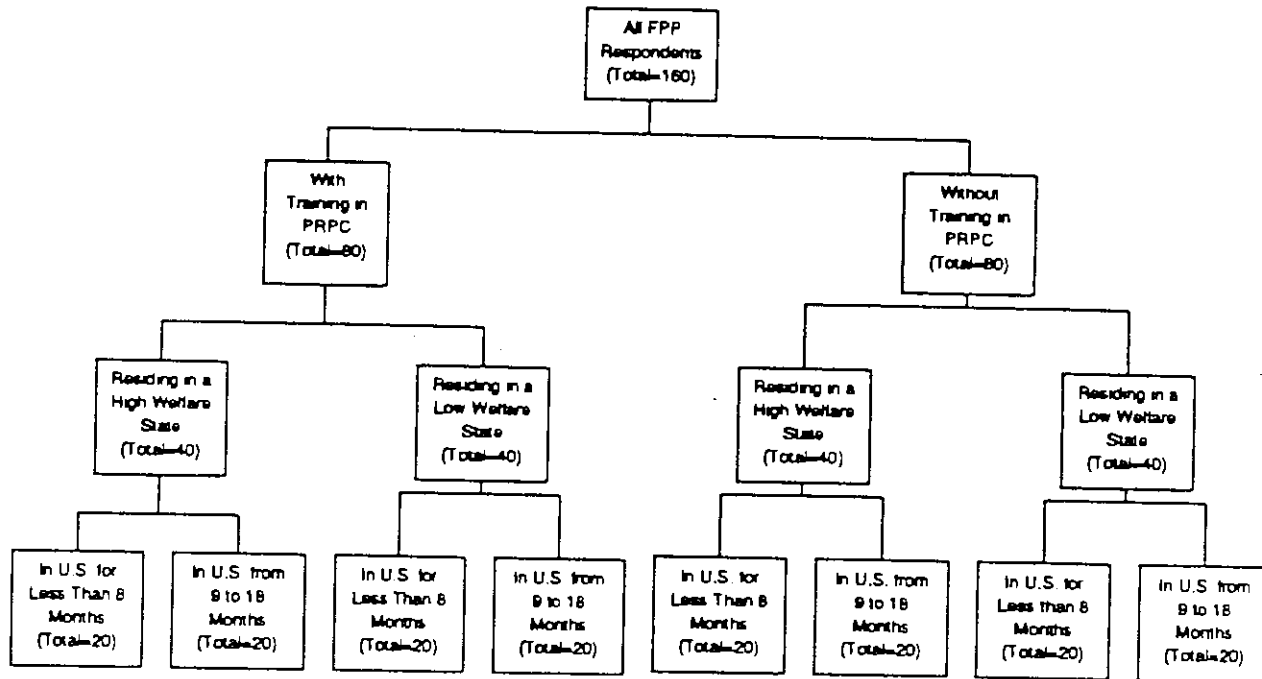 All FPP
Respondents
(Total=160)
With
Training in
PRPC
(Total=80)
Without
Training in
PRPC
(Total=80)
Residing in a
High Welfare
State
(Total=40)
Residing in a
Low Welfare
State
(Total=40)
Residing in a
High Welfare
State
(Total=40)
Residing in a
Low Welfare
State
(Total=40)
In U.S. for
Less Than 8
Months
(Total=20)
In U.S. from
9 to 18
Months
(Total=20)
In U.S. for
Less Than 8
Months
(Total=20)
In U.S. from
9 to 18
Months
(Total=20)
In U.S. for
Less Than 8
Months
(Total=20)
In U.S. from
9 to 18
Months
(Total=20)
In U.S. for
Less than 8
Months
(Total=20)
In U.S. from
9 to 18
Months
(Total=20)